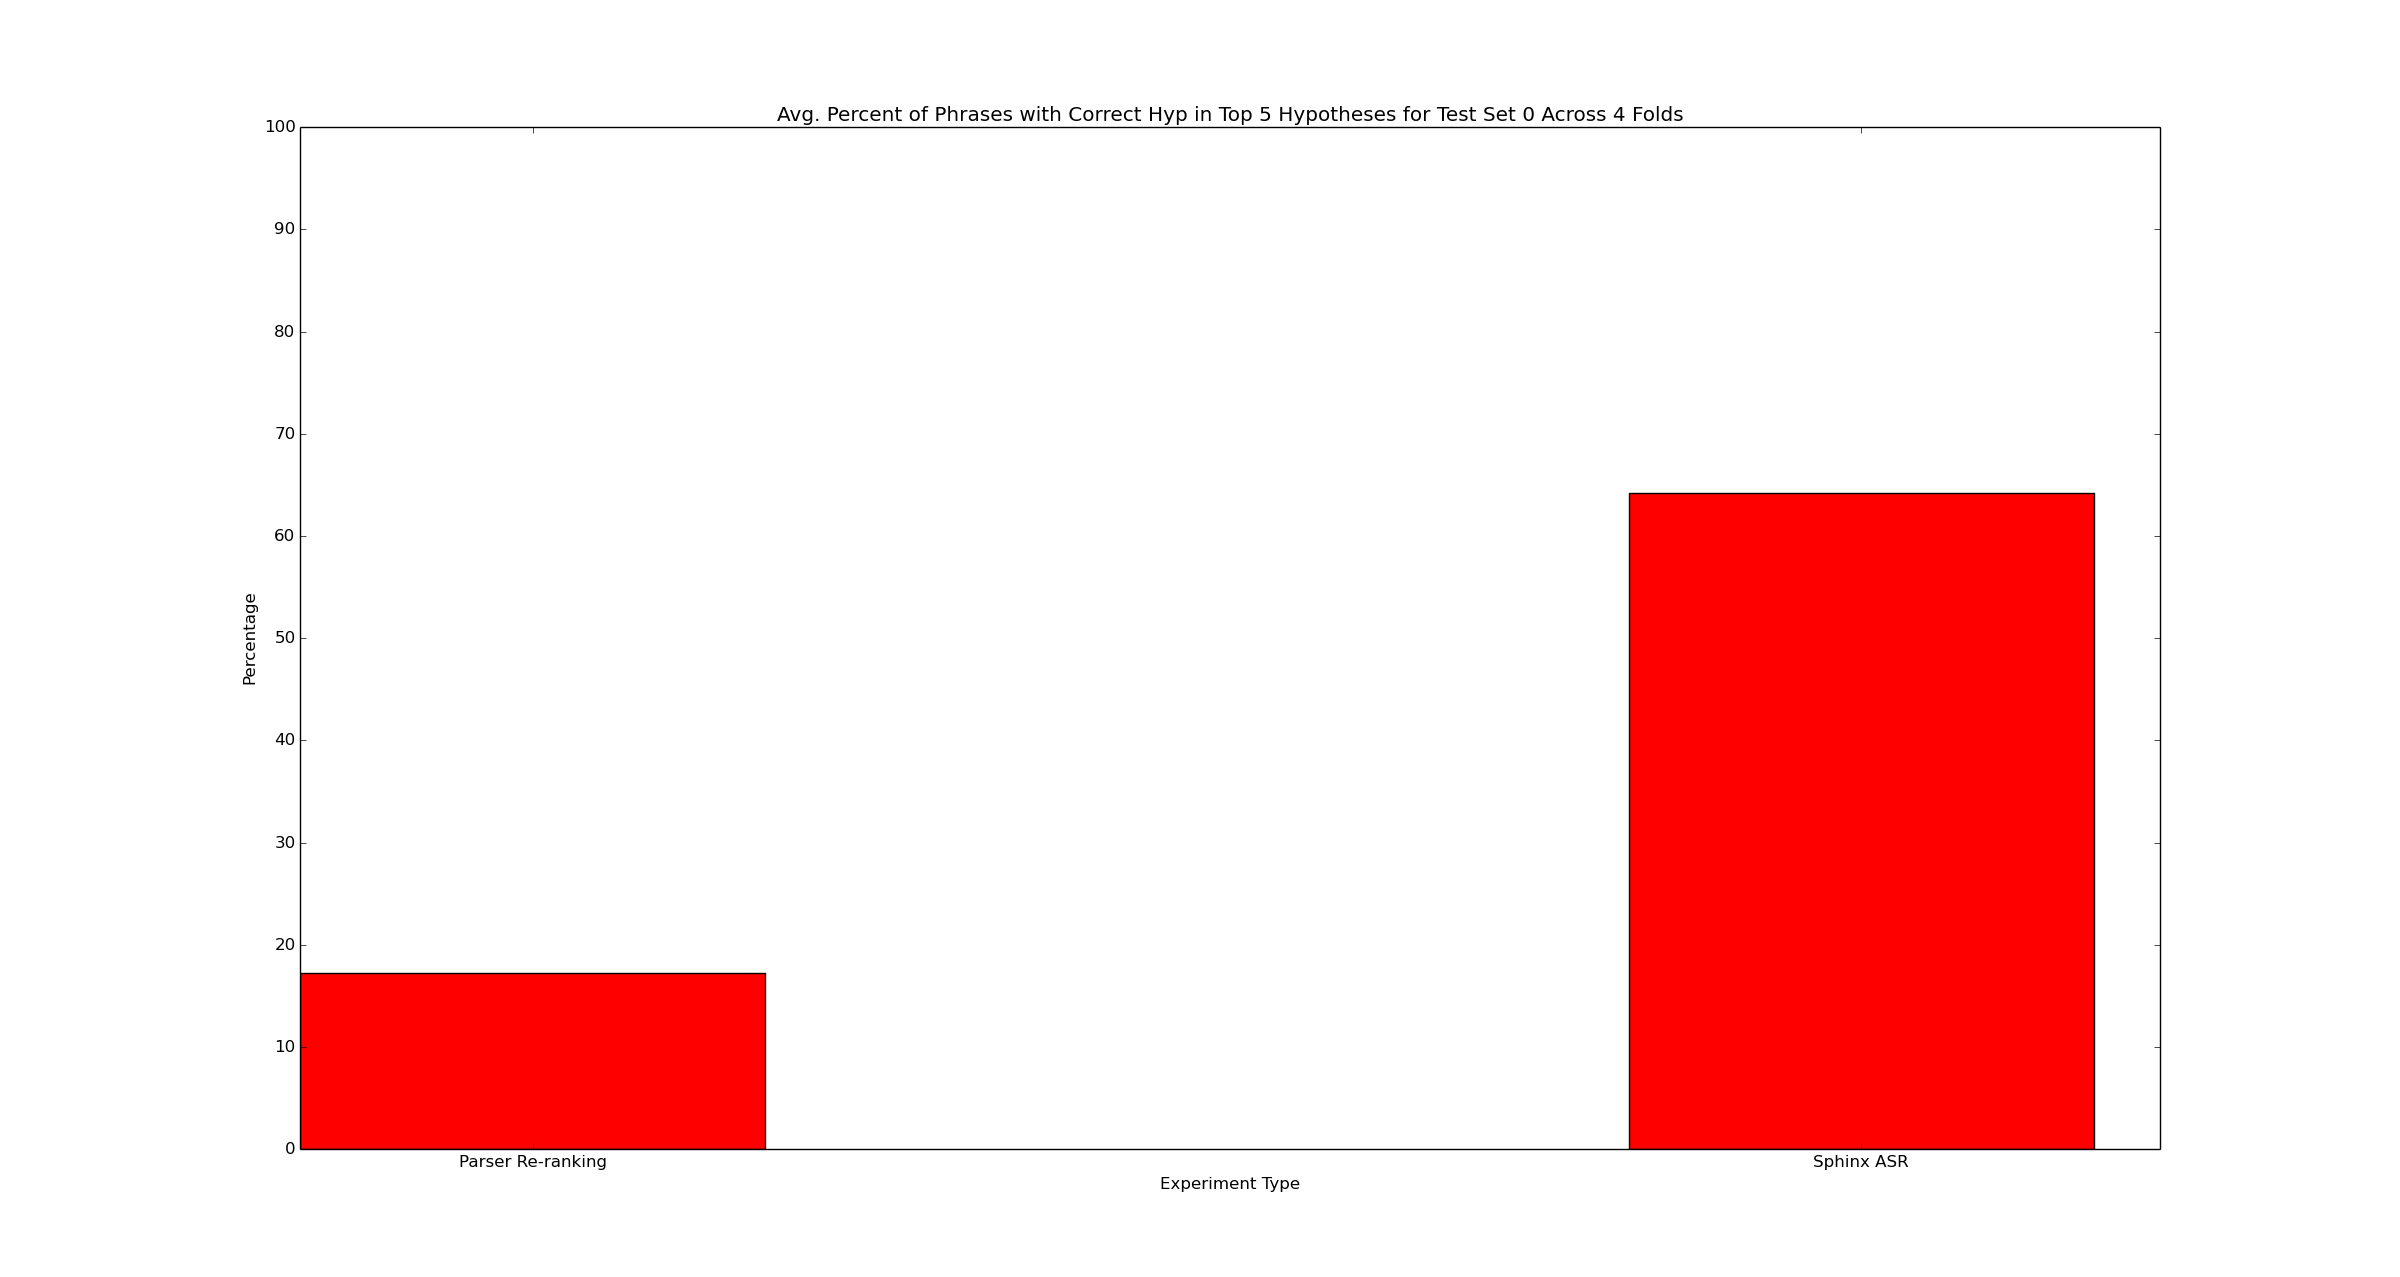 Avg. Percent of Phrases with Correct Hyp in Top 5 Hypotheses for Test Set 0 Across 4 Folds
100
90
80
70
60
50
40
30
20
10
0
Percentage
Parser Re-ranking
Sphinx ASR
Experiment Type